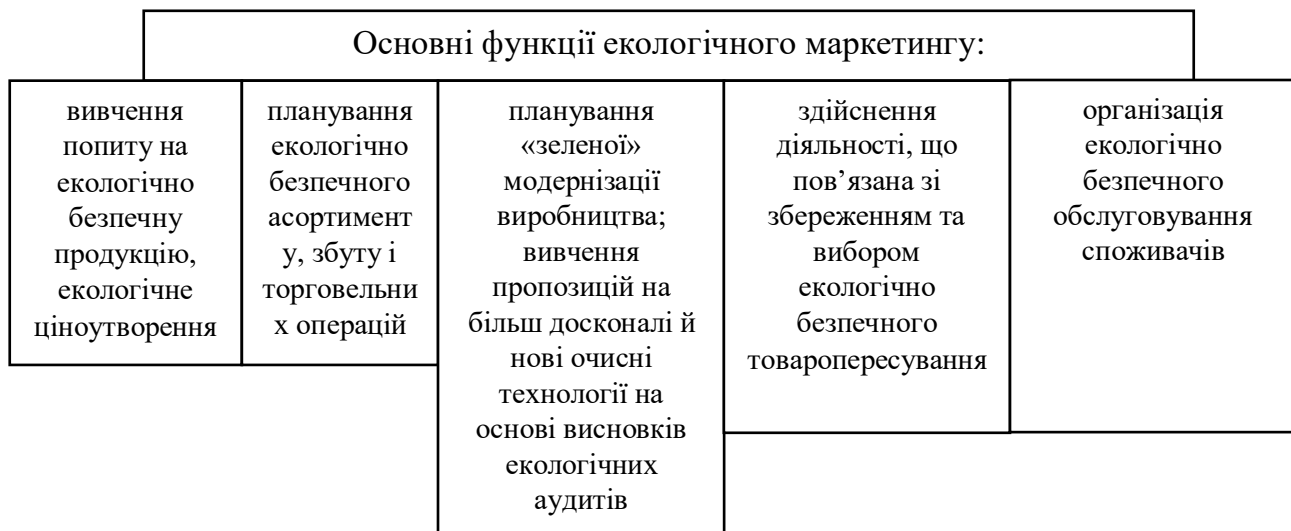 Основні функції екологічного маркетингу:
вивчення
попиту на
екологічно
безпечну
продукцію,
екологічне
ціноутворення
планування
екологічно
безпечного
асортимент
у, збуту і
торговельни
х операцій
планування
«зеленої»
модернізації
виробництва;
вивчення
пропозицій на
більш досконалі й
нові очисні
технології на
основі висновків
екологічних
аудитів
здійснення
діяльності, що
пов’язана зі
збереженням та
вибором
екологічно
безпечного
товаропересування
організація
екологічно
безпечного
обслуговування
споживачів